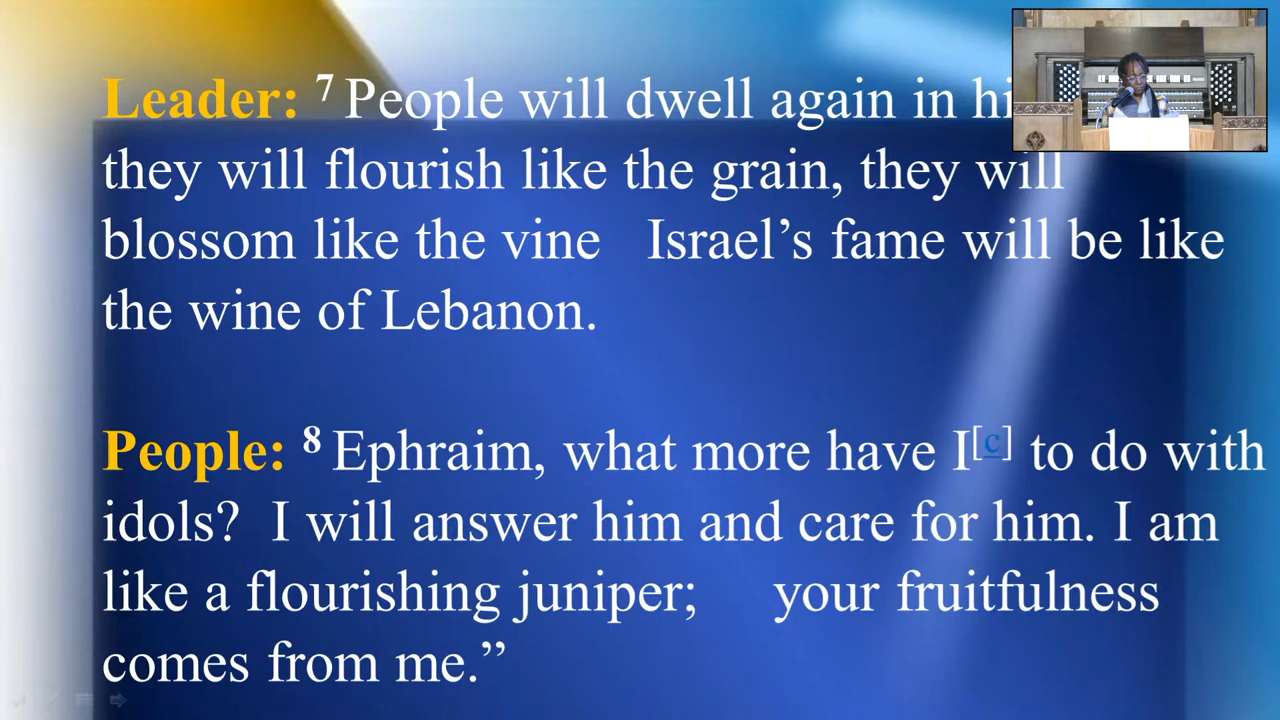 Leader: 7 People will dwell again in
they will flourish like the grain, they will
blossom like the vine Israel’s fame will be like
the wine of Lebanon.
People: 8 Ephraim, what more have I[c] to do with
idols? I will answer him and care for him. I am
like a flourishing juniper; your fruitfulness
comes from me.”